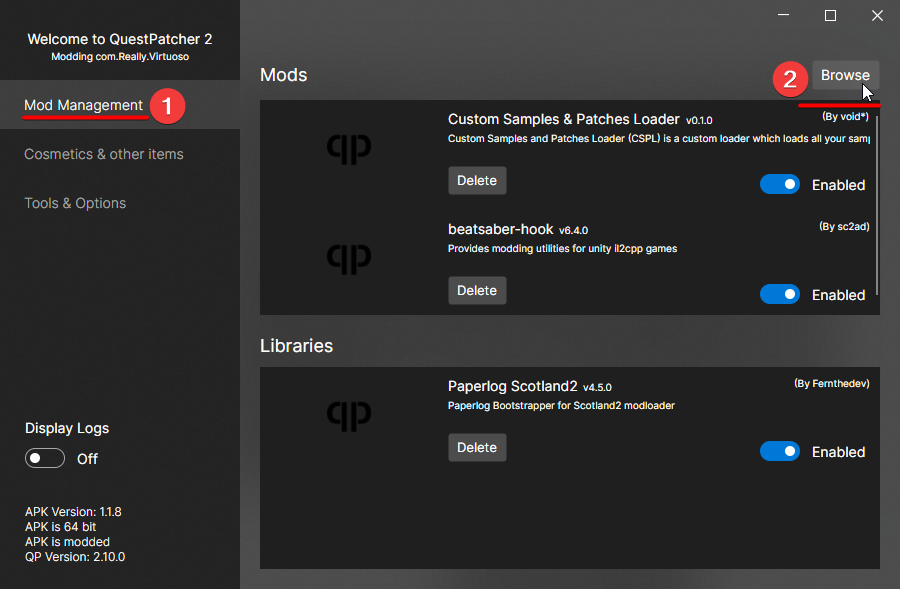 Welcome to QuestPatcher 2
Modding com.Really.Virtuoso
Mod Management
1
Cosmetics & other items
Tools & Options
Display Logs
Off
APK Version: 1.1.8
APK is 64 bit
APK is modded
QP Version: 2.10.0
Mods
2
Browse
Custom Samples & Patches Loader v0.1.0
(By void*)
Custom Samples and Patches Loader (CSPL) is a custom loader which loads all your samp
Delete
Enabled
beatsaber-hook v6.4.0
(By sc2ad)
Provides modding utilities for unity il2cpp games
Delete
Enabled
Libraries
Paperlog Scotland2 v4.5.0
(By Fernthedev)
Paperlog Bootstrapper for Scotland2 modloader
Delete
Enabled